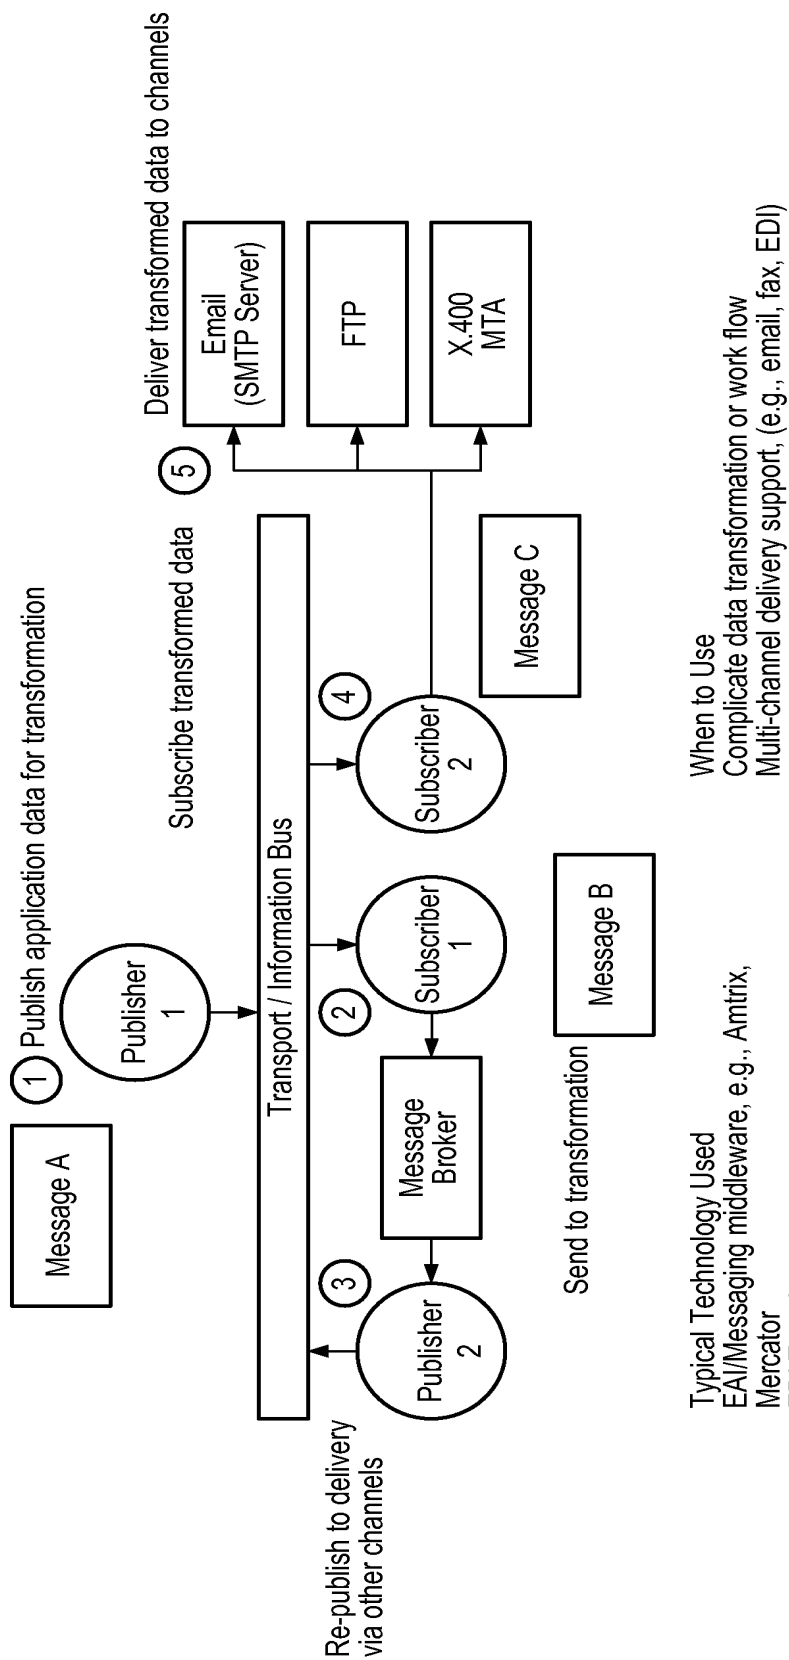 Message A
1
Publish application data for transformation
Publisher
1
Subscribe transformed data
5
Deliver transformed data to channels
Transport / Information Bus
Re-publish to delivery
via other channels
3
2
4
Publisher
2
Message
Broker
Subscriber
1
Subscriber
2
Email
(SMTP Server)
FTP
X.400
MTA
Send to transformation
Message B
Message C
Typical Technology Used
EAI/Messaging middleware, e.g., Amtrix,
Mercator
When to Use
Complicate data transformation or work flow
Multi-channel delivery support, (e.g., email, fax, EDI)